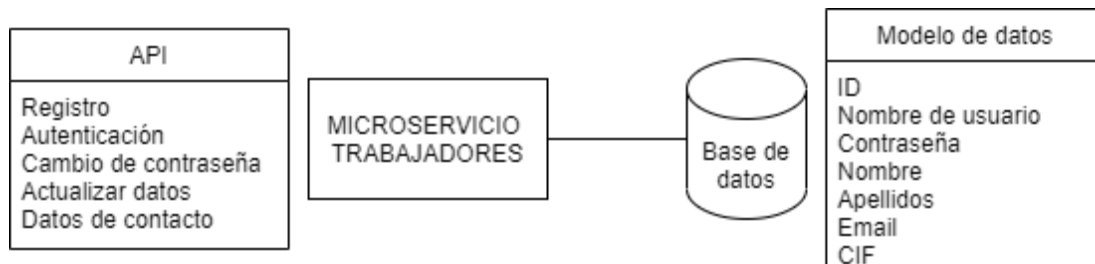 API
Registro
Autenticación
Cambio de contraseña
Actualizar datos
Datos de contacto
MICROSERVICIO
TRABAJADORES
Base de
datos
Modelo de datos
ID
Nombre de usuario
Contraseña
Nombre
Apellidos
Email
CIF